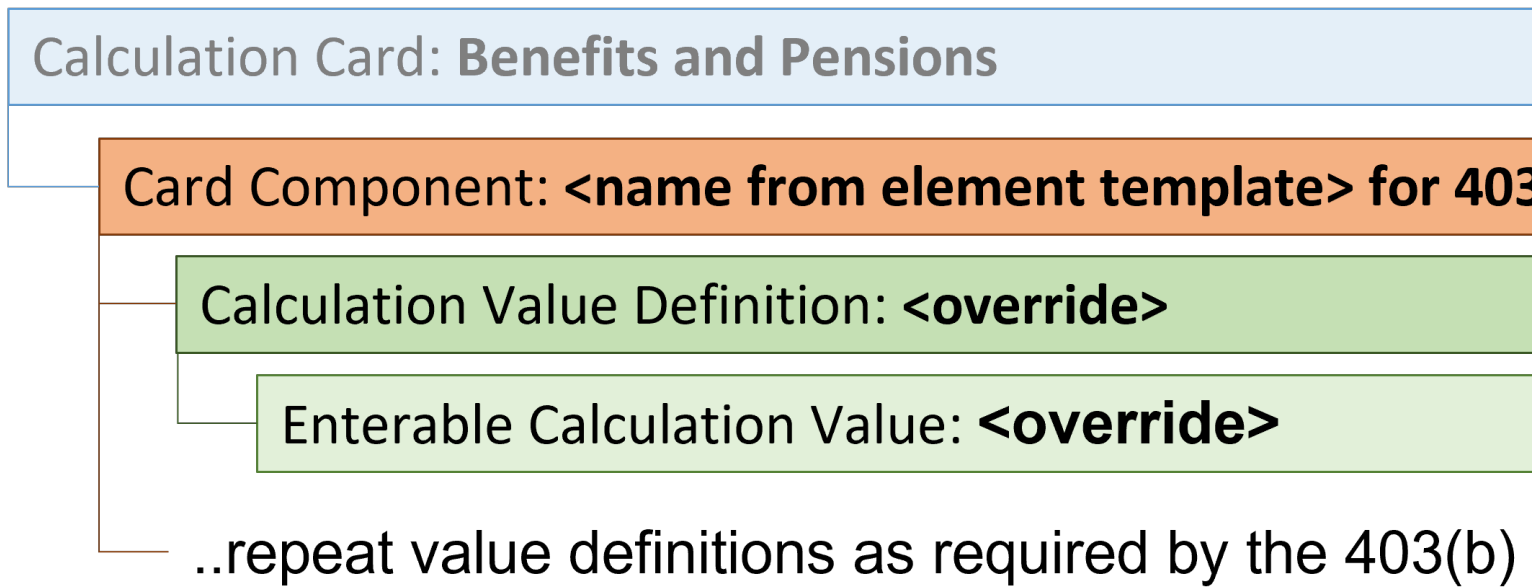 Calculation Card: Benefits and Pensions
Card Component: <name from element template> for 403
Calculation Value Definition: <override>
Enterable Calculation Value: <override>
..repeat value definitions as required by the 403(b)